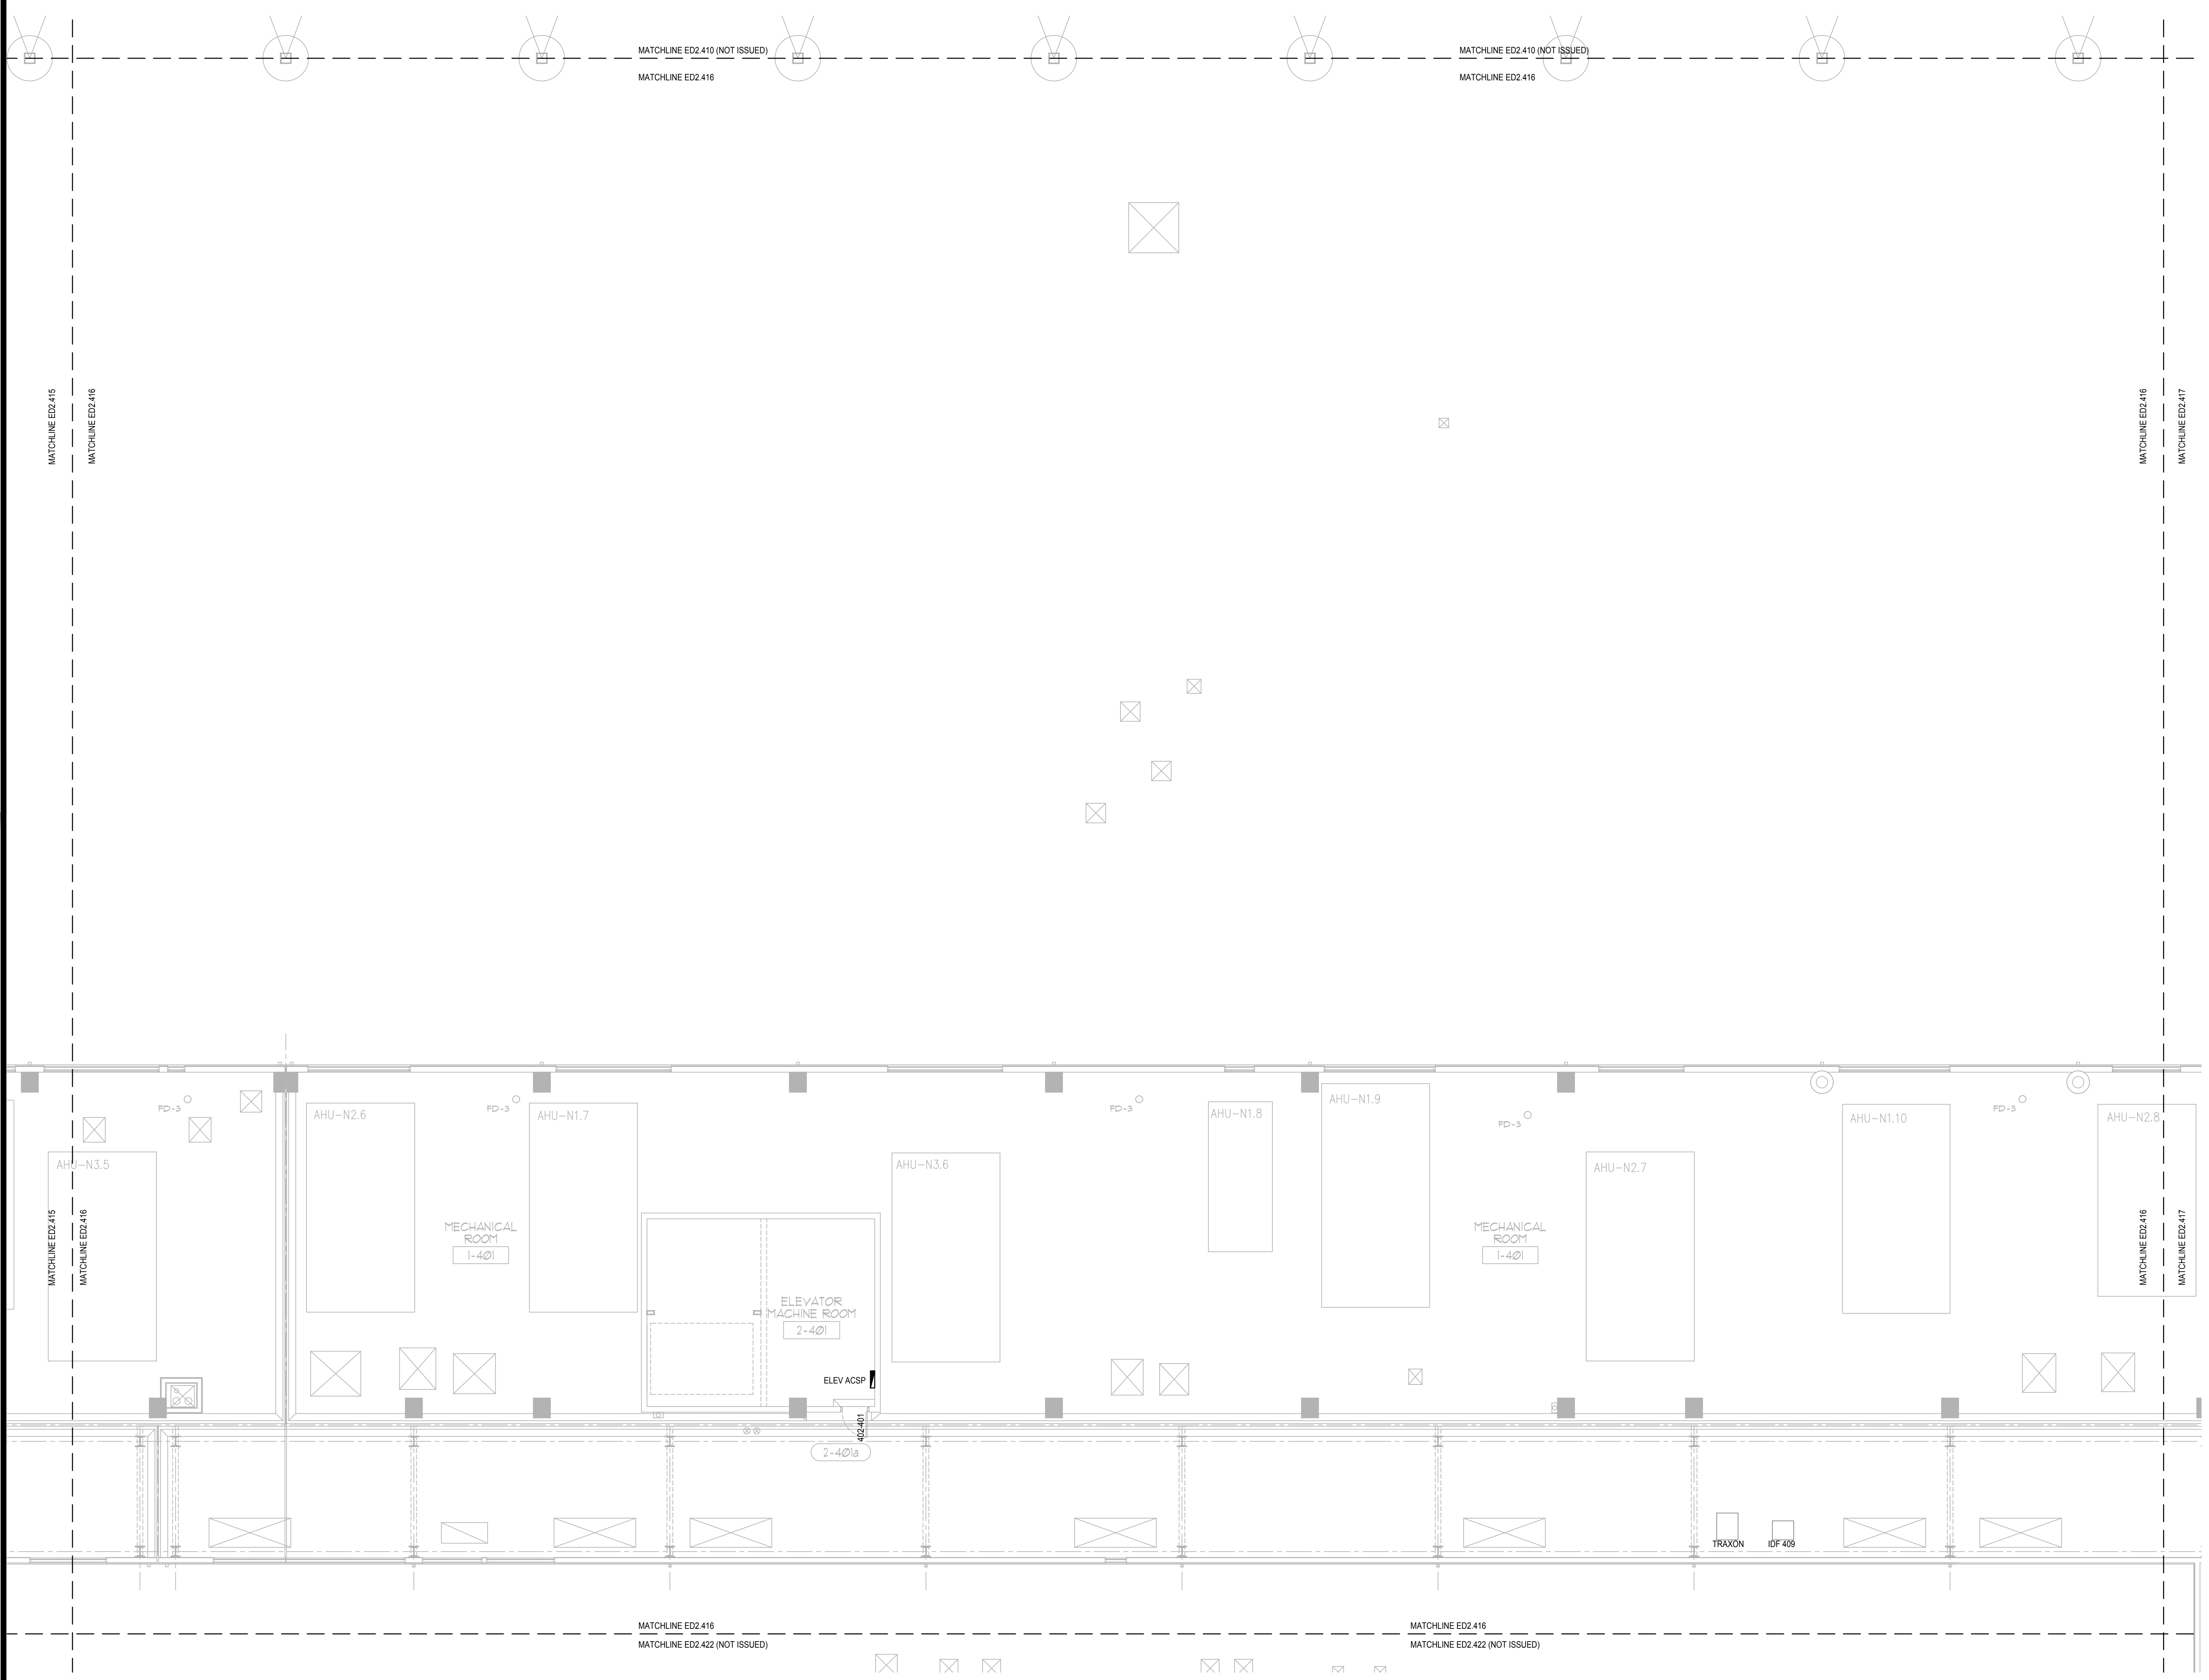 MATCHLINE ED2.410 (NOT ISSUED)
MATCHLINE ED2.410 (NOT ISSUED)
MATCHLINE ED2.416
MATCHLINE ED2.416
MATCHLINE ED2.415
MATCHLINE ED2.416
MATCHLINE ED2.416
MATCHLINE ED2.417
FD-3
FD-3
FD-3
FD-3
FD-3
AHU-N3.5
AHU-N2.6
AHU-N1.7
AHU-N3.6
AHU-N1.8
AHU-N1.9
AHU-N2.7
AHU-N1.10
AHU-N2.8
MATCHLINE ED2.415
MATCHLINE ED2.416
MECHANICAL
ROOM
1-401
MECHANICAL
ROOM
1-401
MATCHLINE ED2.416
MATCHLINE ED2.417
ELEVATOR
MACHINE ROOM
2-401
ELEV ACSP
402-401
2-401a
TRAXON
IDF 409
MATCHLINE ED2.416
MATCHLINE ED2.416
MATCHLINE ED2.422 (NOT ISSUED)
MATCHLINE ED2.422 (NOT ISSUED)